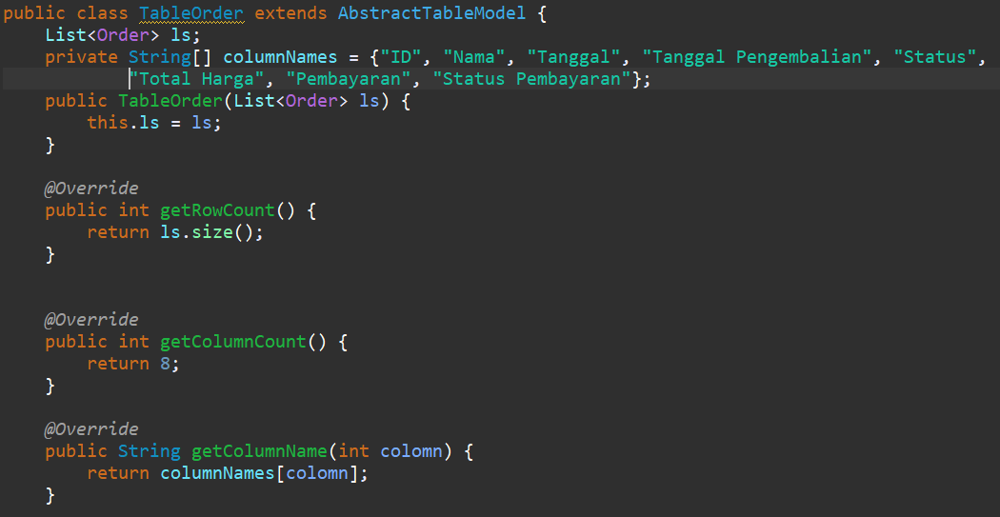 public class TableOrder extends AbstractTableModel {
    List<Order> ls;
    private String[] columnNames = {"ID", "Nama", "Tanggal", "Tanggal Pengembalian", "Status",
            "Total Harga", "Pembayaran", "Status Pembayaran"};
    public TableOrder(List<Order> ls) {
        this.ls = ls;
    }
    @Override
    public int getRowCount() {
        return ls.size();
    }
    @Override
    public int getColumnCount() {
        return 8;
    }
    @Override
    public String getColumnName(int colomn) {
        return columnNames[colomn];
    }